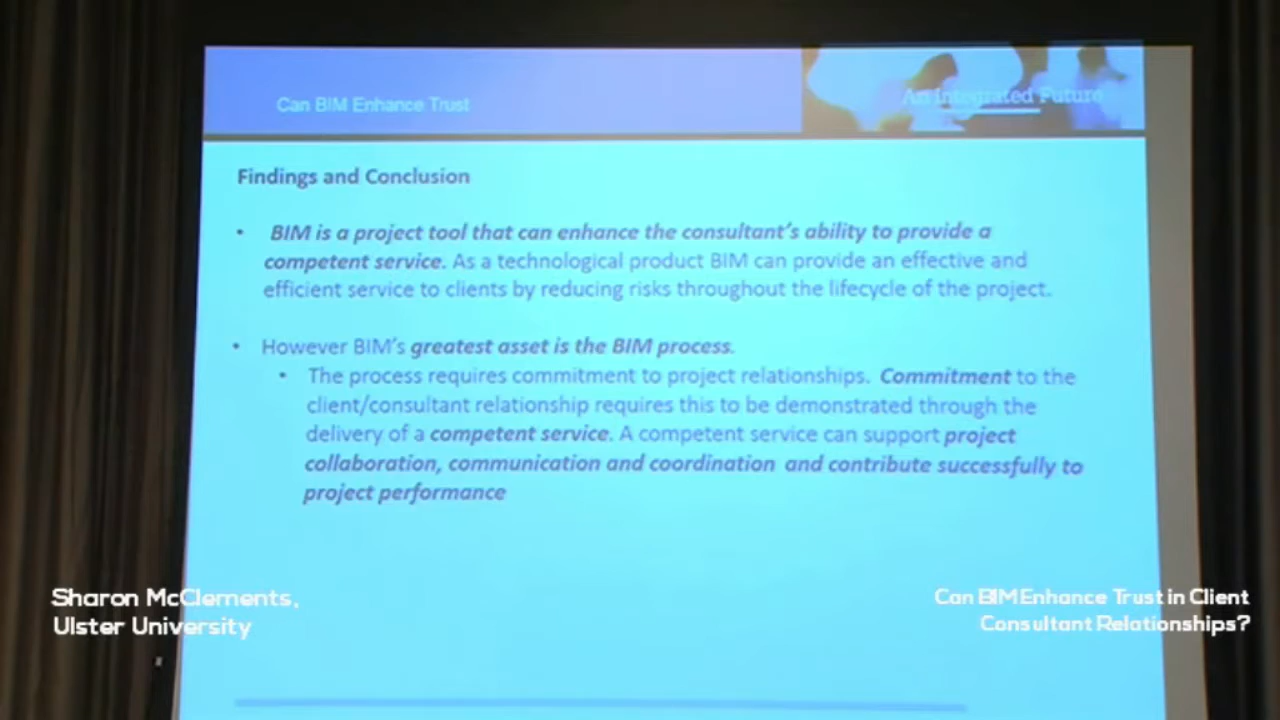 Can BIM Enhance Trust
An Integrated Future
Findings and Conclusion
• BIM is a project tool that can enhance the consultant's ability to provide a
competent service. As a technological product BIM can provide an effective and
efficient service to clients by reducing risks throughout the lifecycle of the project.
• However BIM's greatest asset is the BIM process.
• The process requires commitment to project relationships. Commitment to the
client/consultant relationship requires this to be demonstrated through the
delivery of a competent service. A competent service can support project
collaboration, communication and coordination and contribute successfully to
project performance
Sharon McClements,
Ulster University
Can BIM Enhance Trust in Client
Consultant Relationships?